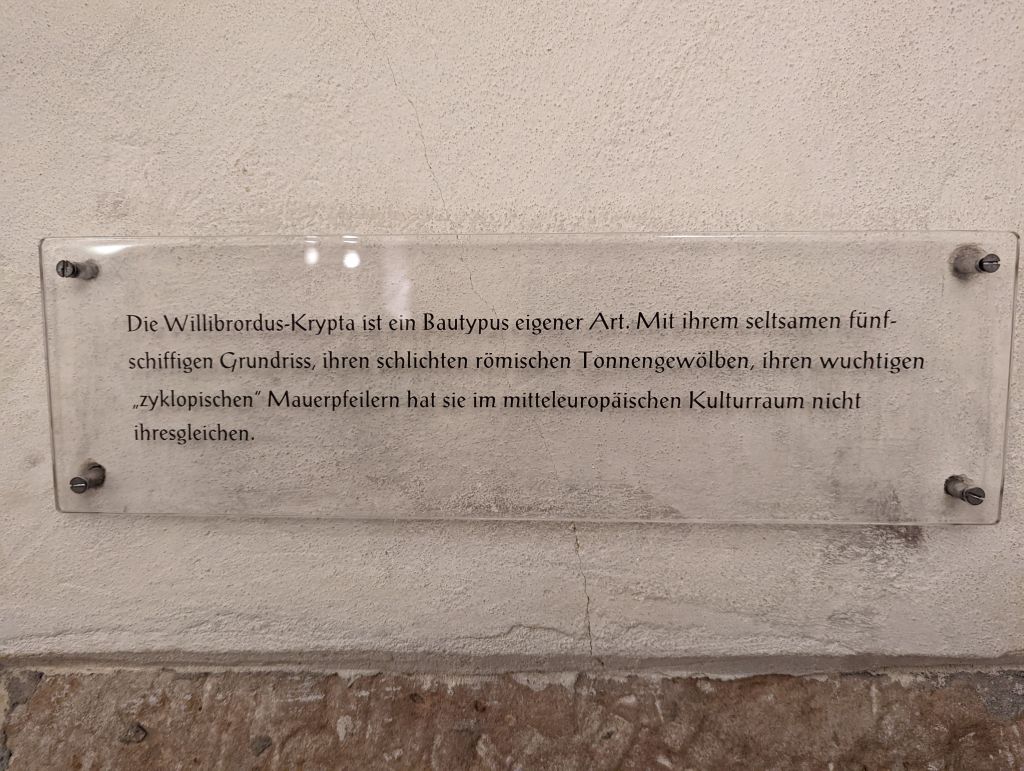 Die Willibrordus-Krypta ist ein Bautypus eigener Art. Mit ihrem seltsamen fünf-
schiffigen Grundriss, ihren schlichten römischen Tonnengewölben, ihren wuchtigen
„zyklopischen“ Mauerpfeilern hat sie im mitteleuropäischen Kulturraum nicht
ihresgleichen.